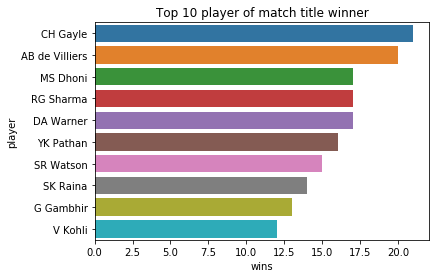 Top 10 player of match title winner
player
CH Gayle
AB de Villiers
MS Dhoni
RG Sharma
DA Warner
YK Pathan
SR Watson
SK Raina
G Gambhir
V Kohli
0.0 2.5 5.0 7.5 10.0 12.5 15.0 17.5 20.0
wins